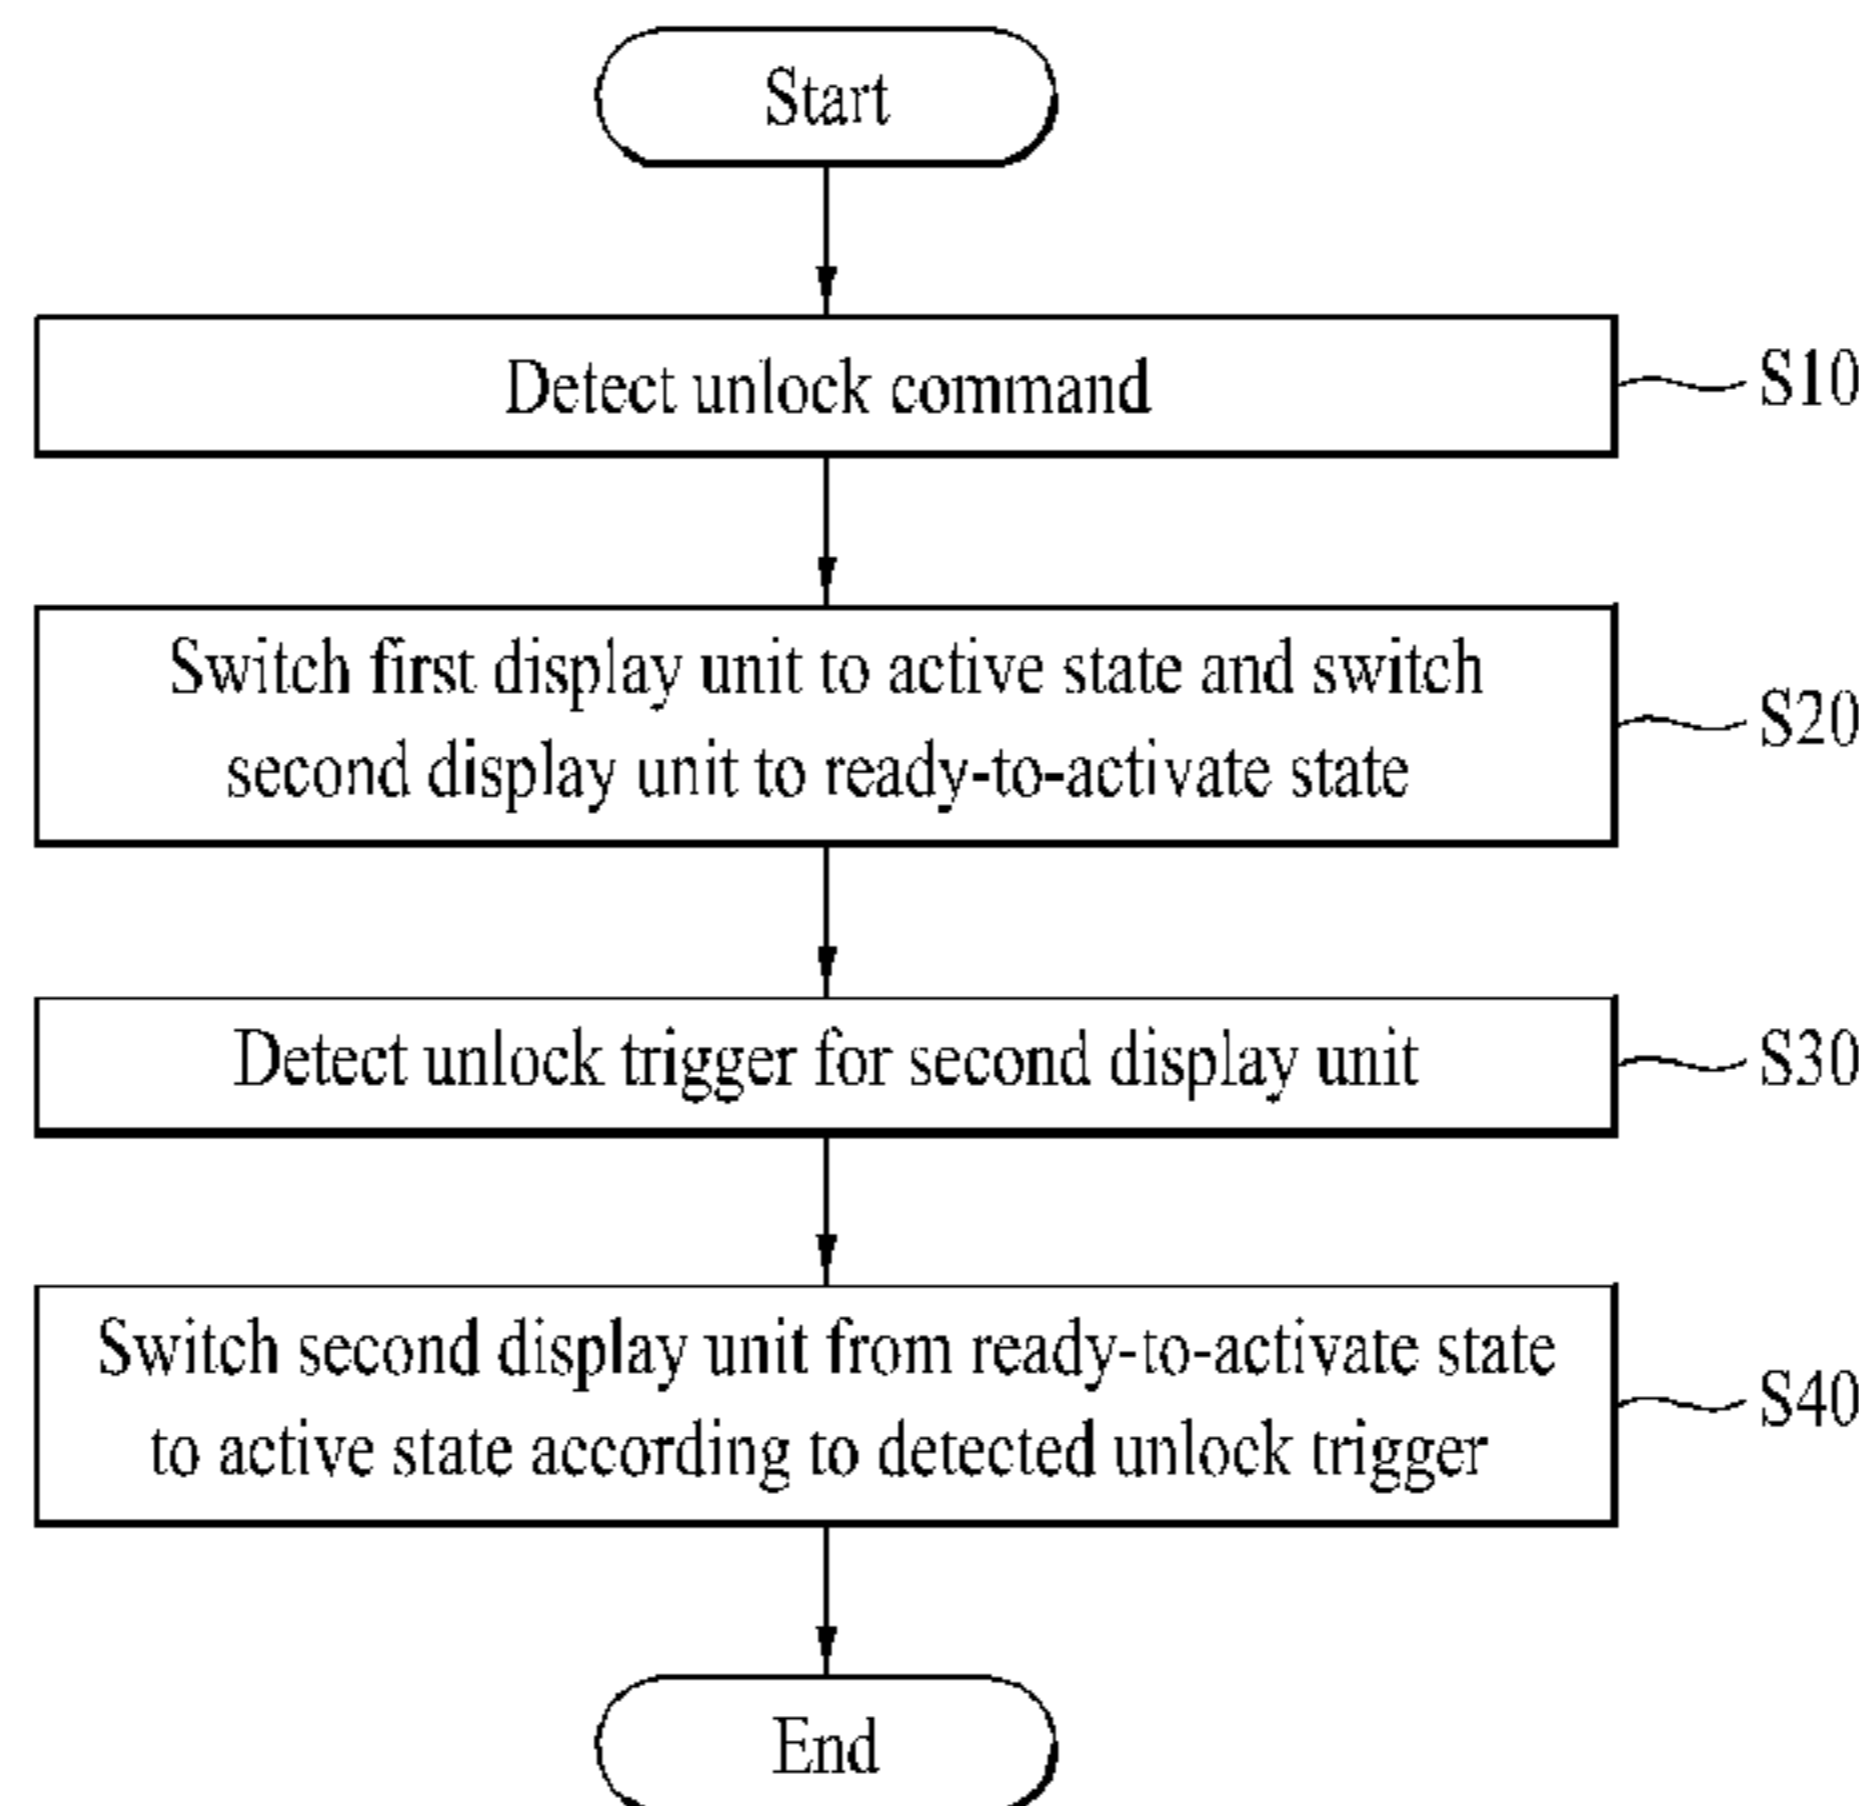 Start
Detect unlock command
S10
Switch first display unit to active state and switch
second display unit to ready-to-activate state
S20
Detect unlock trigger for second display unit
S30
Switch second display unit from ready-to-activate state
to active state according to detected unlock trigger
S40
End